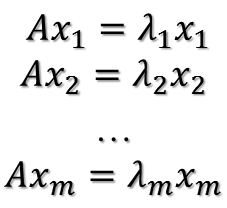 Ax₁ = λ₁x₁
Ax₂ = λ₂x₂
...
Axₘ = λₘxₘ